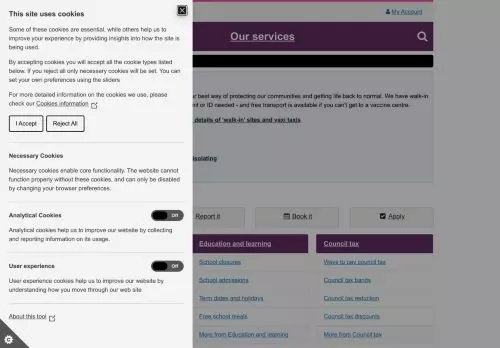 This site uses cookies
Some of these cookies are essential, while others help us to
improve your experience by providing insights into how the site is
being used.
By accepting cookies you will accept all the cookie types listed
below. If you reject all only necessary cookies will be set. You can
set your own preferences using the sliders
For more detailed information on the cookies we use, please
check our Cookies information
I Accept
Reject All
Necessary Cookies
Necessary cookies enable core functionality. The website cannot
function properly without these cookies, and can only be disabled
by changing your browser preferences.
Analytical Cookies
Off
Analytical cookies help us to improve our website by collecting
and reporting information on its usage.
User experience
Off
User experience cookies help us to improve our website by
understanding how you move through our web site
About this tool
My Account
Our services
best way of protecting our communities and getting life back to normal. We have walk-in
or ID needed - and free transport is available if you can't get to a vaccine centre.
details of 'walk-in' sites and vaxi taxis
isolating
Report it
Book it
Apply
Education and learning
School closures
School admissions
Term dates and holidays
Free school meals
More from Education and learning
Council tax
Ways to pay council tax
Council tax bands
Council tax reduction
Council tax discounts
More from Council tax